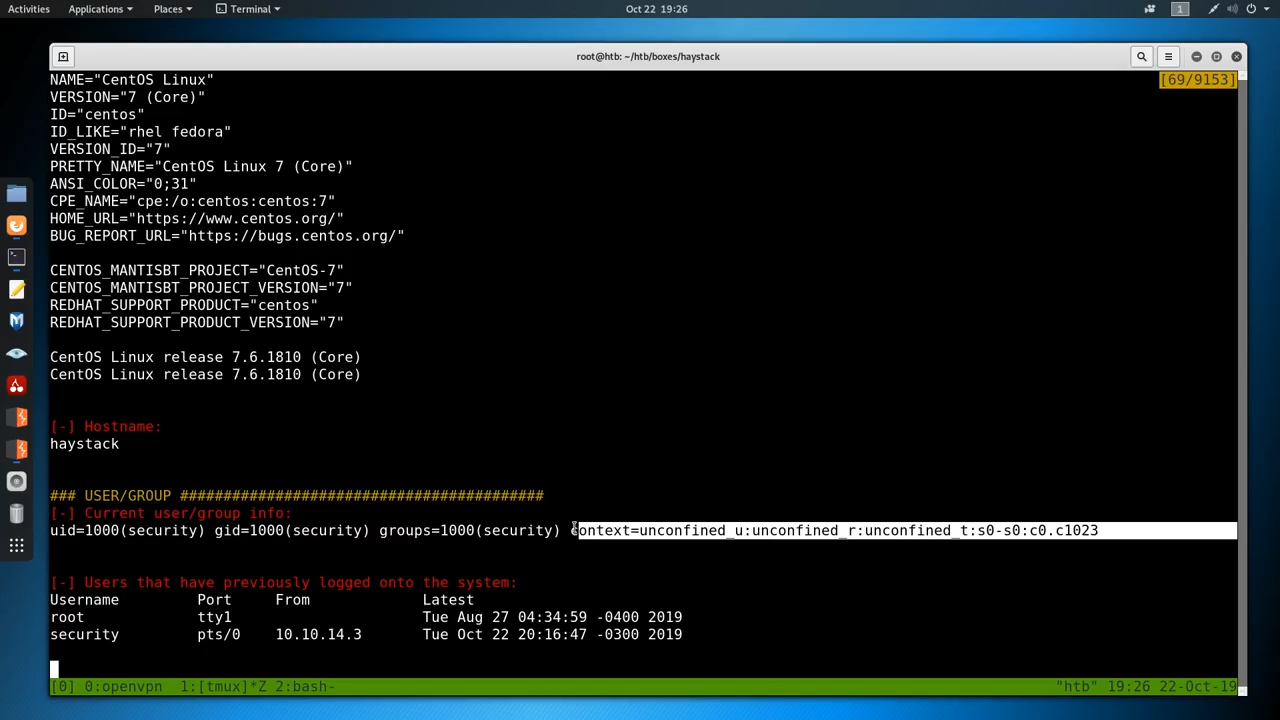 Activities Applications Places Terminal Oct 22 19:26 1
root@htb: ~/htb/boxes/haystack
NAME="CentOS Linux" [69/9153]
VERSION="7 (Core)"
ID="centos"
ID_LIKE="rhel fedora"
VERSION_ID="7"
PRETTY_NAME="CentOS Linux 7 (Core)"
ANSI_COLOR="0;31"
CPE_NAME="cpe:/o:centos:centos:7"
HOME_URL="https://www.centos.org/"
BUG_REPORT_URL="https://bugs.centos.org/"
CENTOS_MANTISBT_PROJECT="CentOS-7"
CENTOS_MANTISBT_PROJECT_VERSION="7"
REDHAT_SUPPORT_PRODUCT="centos"
REDHAT_SUPPORT_PRODUCT_VERSION="7"
CentOS Linux release 7.6.1810 (Core)
CentOS Linux release 7.6.1810 (Core)
[-] Hostname:
haystack
### USER/GROUP ##########################################
[-] Current user/group info:
uid=1000(security) gid=1000(security) groups=1000(security) context=unconfined_u:unconfined_r:unconfined_t:s0-s0:c0.c1023
[-] Users that have previously logged onto the system:
Username Port From Latest
root tty1 Tue Aug 27 04:34:59 -0400 2019
security pts/0 10.10.14.3 Tue Oct 22 20:16:47 -0300 2019
[0] 0:openvpn 1:[tmux]*Z 2:bash- "htb" 19:26 22-Oct-19